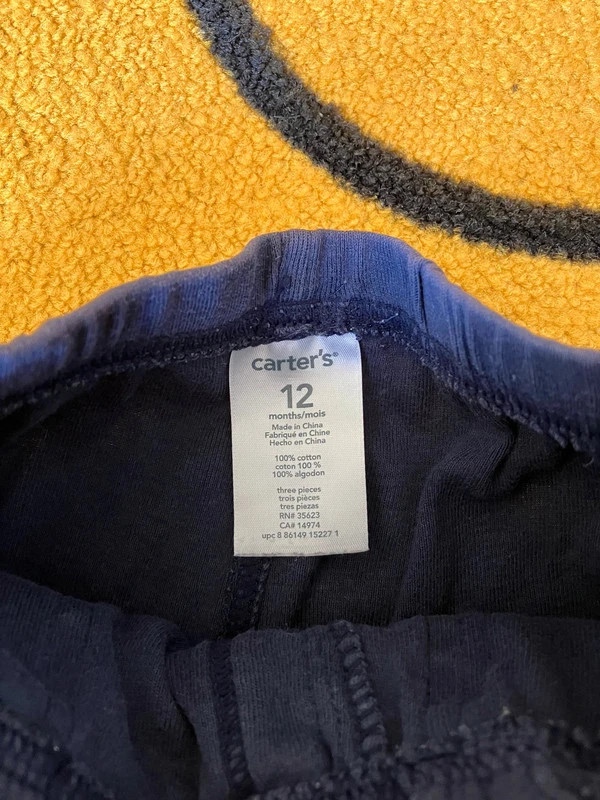 carter's®
12
months/mois
Made in China
Fabriqué en Chine
Hecho en China
100% cotton
coton 100 %
100% algodon
three pieces
trois pièces
tres piezas
RN# 35623
CA# 14974
upc 8 86149 15227 1